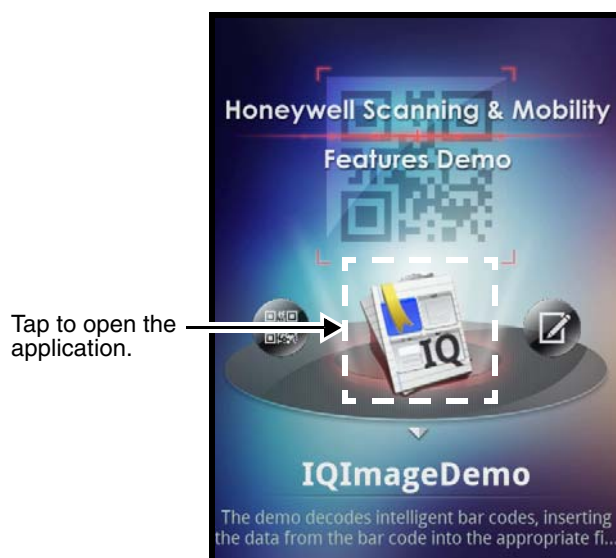 Honeywell Scanning & Mobility
Features Demo
Tap to open the
application.
IQ
IQImageDemo
The demo decodes intelligent bar codes, inserting
the data from the bar code into the appropriate fi...